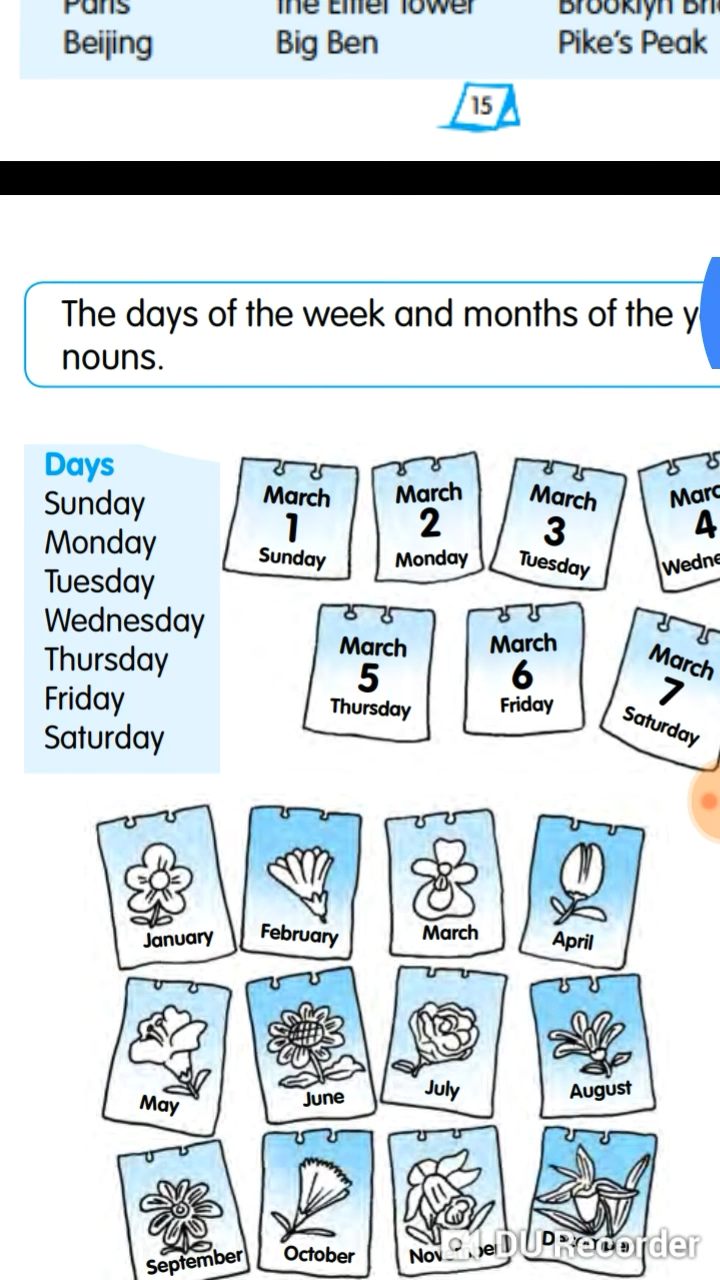 Paris the Eiffel Tower Brooklyn
Beijing Big Ben Pike's Peak
15
The days of the week and months of the
nouns.
Days
Sunday
Monday
Tuesday
Wednesday
Thursday
Friday
Saturday
March
1
Sunday
March
2
Monday
March
3
Tuesday
4
March
5
Thursday
March
6
Friday
March
7
Saturday
January
February
March
April
May
June
July
August
September
October
November
December
DU Recorder